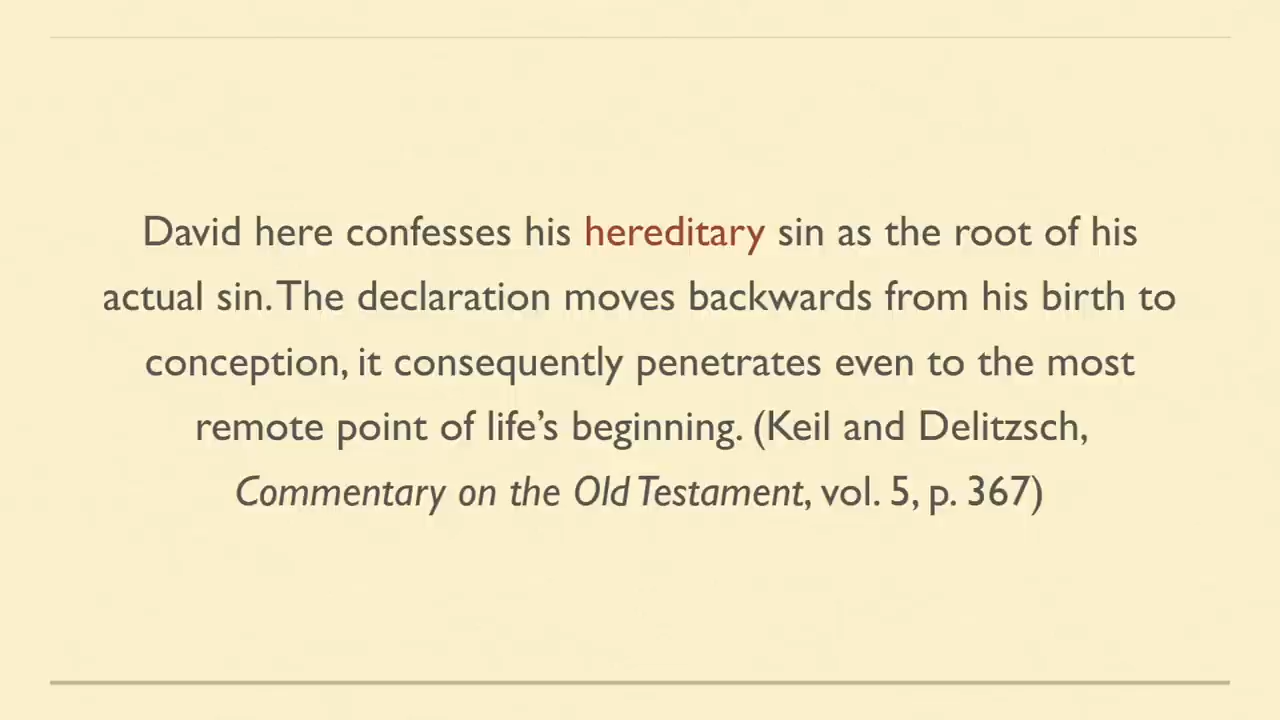 David here confesses his hereditary sin as the root of his
actual sin. The declaration moves backwards from his birth to
conception, it consequently penetrates even to the most
remote point of life’s beginning. (Keil and Delitzsch,
Commentary on the Old Testament, vol. 5, p. 367)